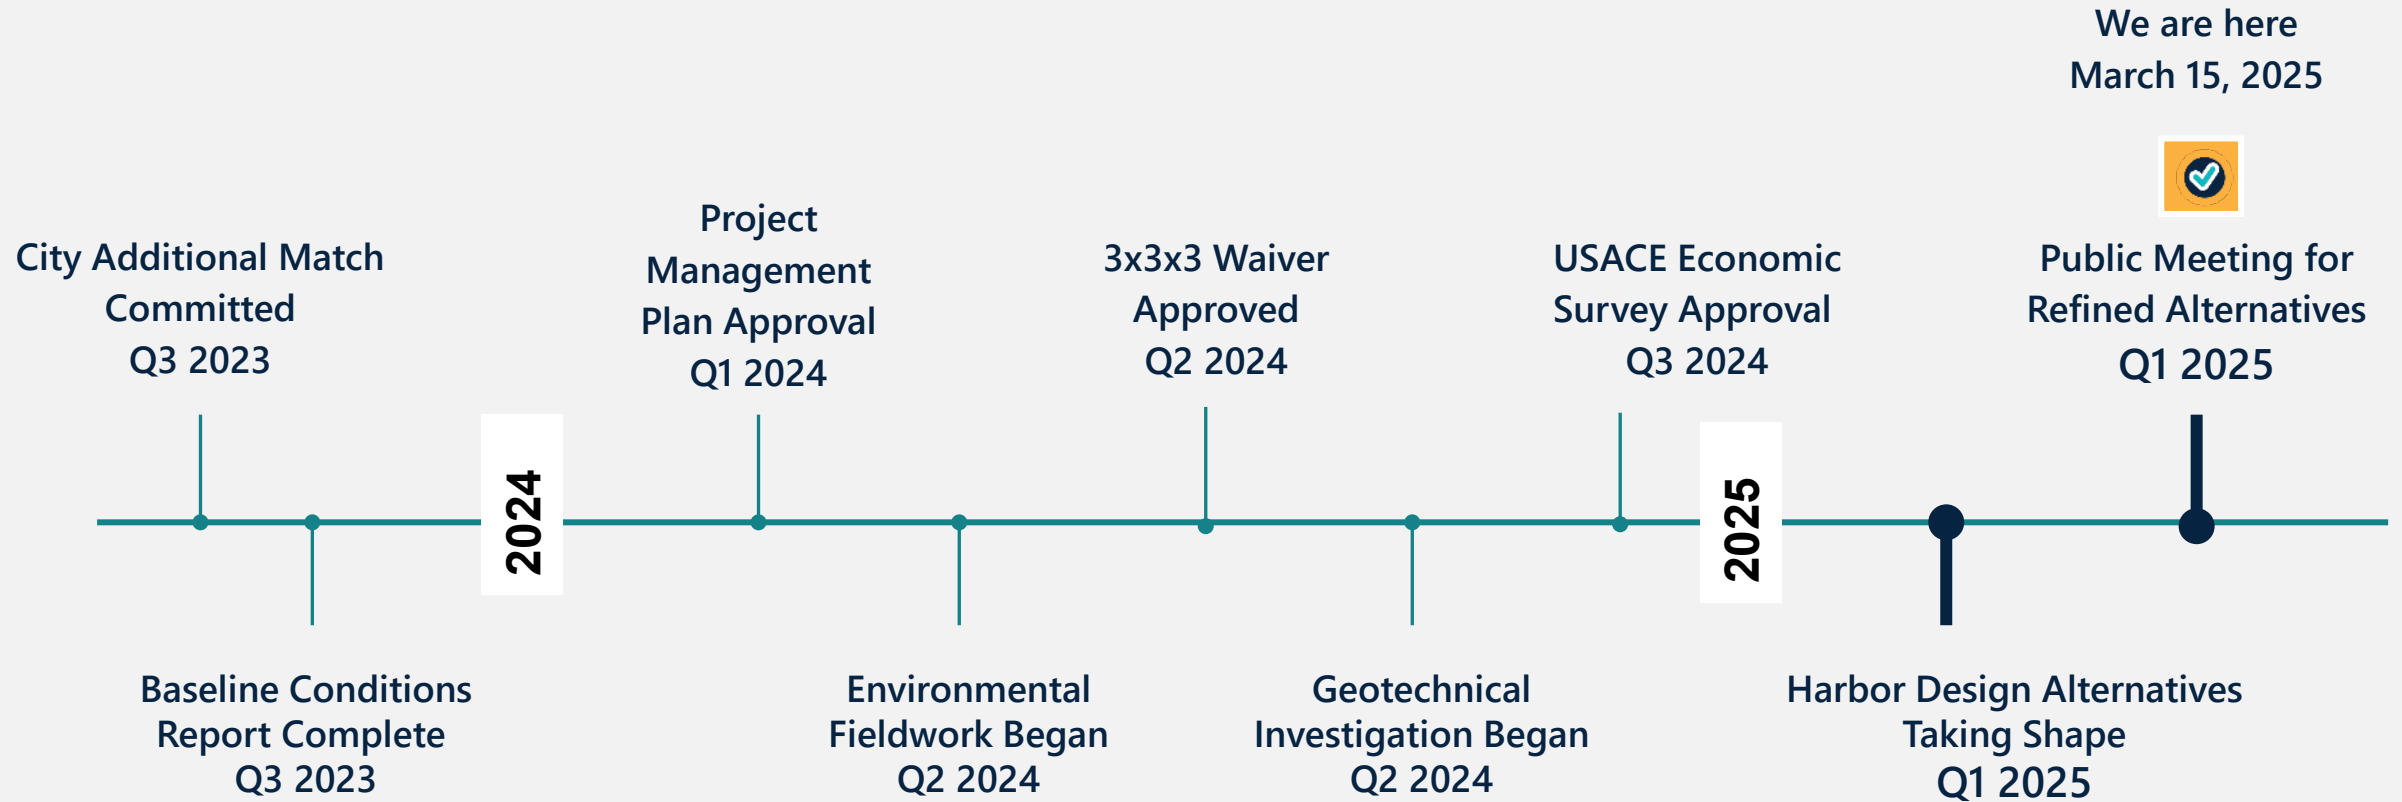 We are here
March 15, 2025
City Additional Match
Committed
Q3 2023
Project
Management
Plan Approval
Q1 2024
3x3x3 Waiver
Approved
Q2 2024
USACE Economic
Survey Approval
Q3 2024
Public Meeting for
Refined Alternatives
Q1 2025
2024
2025
Baseline Conditions
Report Complete
Q3 2023
Environmental
Fieldwork Began
Q2 2024
Geotechnical
Investigation Began
Q2 2024
Harbor Design Alternatives
Taking Shape
Q1 2025